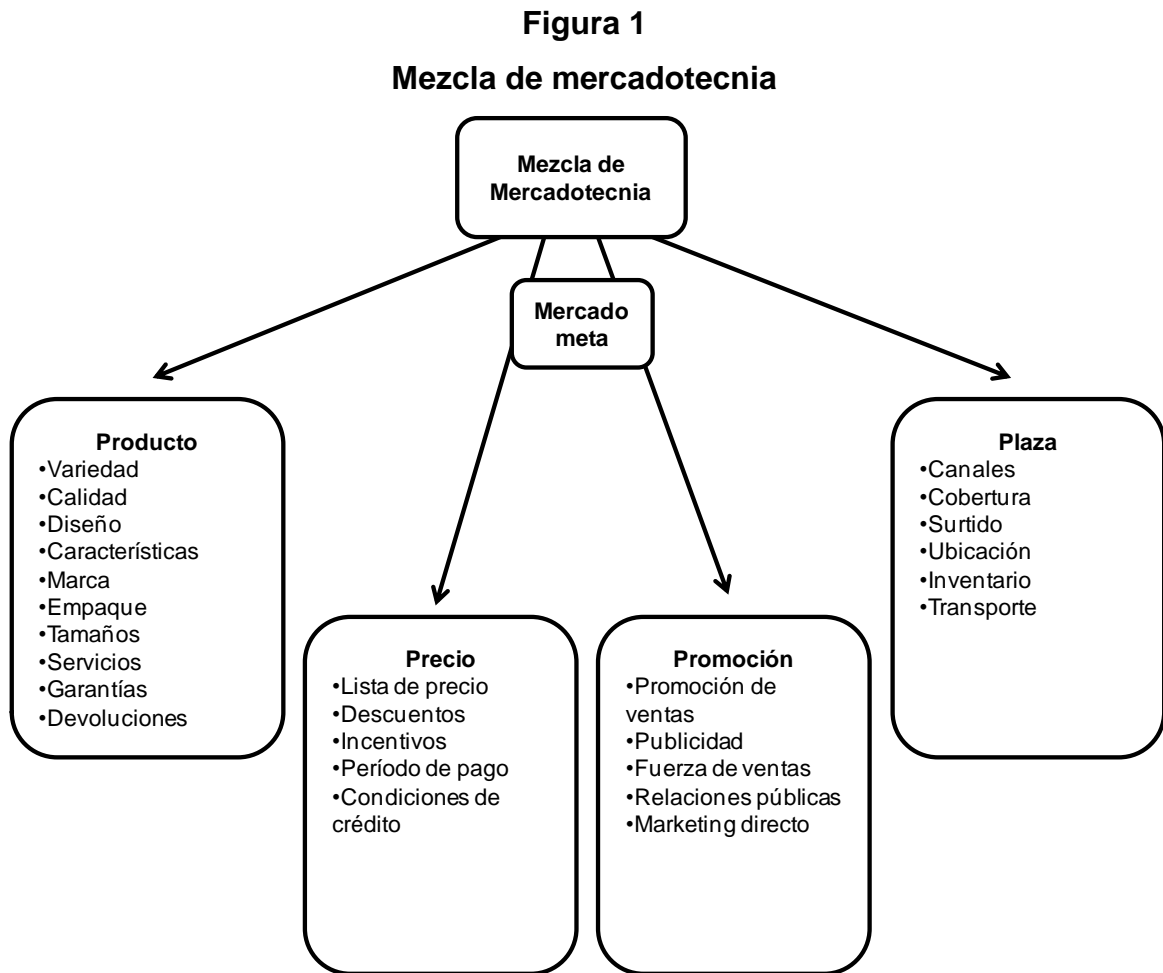 Figura 1
Mezcla de mercadotecnia
Mezcla de
Mercadotecnia
Mercado
meta
Producto
•Variedad
•Calidad
•Diseño
•Características
•Marca
•Empaque
•Tamaños
•Servicios
•Garantías
•Devoluciones
Precio
•Lista de precio
•Descuentos
•Incentivos
•Período de pago
•Condiciones de
crédito
Promoción
•Promoción de
ventas
•Publicidad
•Fuerza de ventas
•Relaciones públicas
•Marketing directo
Plaza
•Canales
•Cobertura
•Surtido
•Ubicación
•Inventario
•Transporte